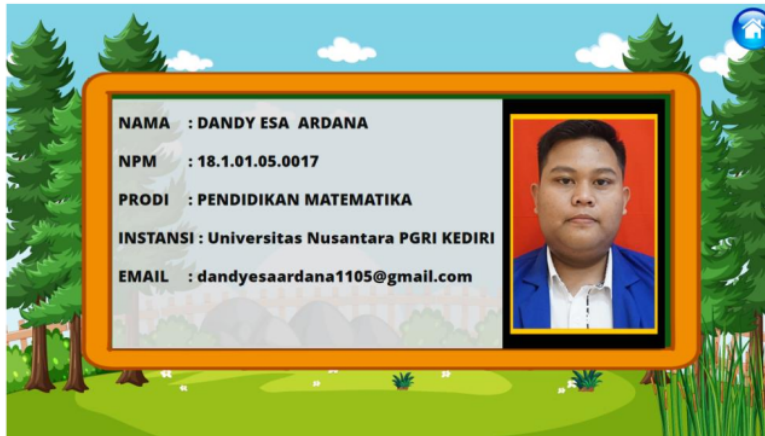 NAMA : DANDY ESA ARDANA
NPM : 18.1.01.05.0017
PRODI : PENDIDIKAN MATEMATIKA
INSTANSI : Universitas Nusantara PGRI KEDIRI
EMAIL : dandyesaardana1105@gmail.com